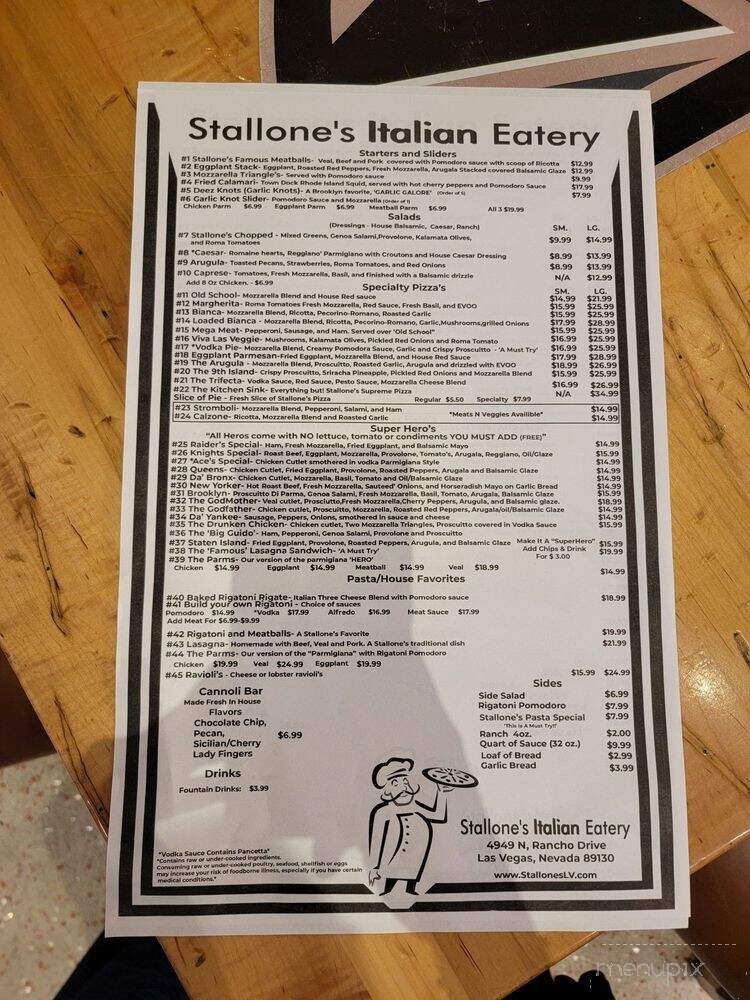 Stallone's Italian Eatery
Starters and Sliders
#1 Stallone's Famous Meatballs- Veal, Beef and Pork covered with Pomodoro sauce with scoop of Ricotta $12.99
#2 Eggplant Stack- Eggplant, Roasted Red Peppers, Fresh Mozzarella, Arugala Stacked covered Balsamic Glaze $12.99
#3 Mozzarella Triangle's- Served with Pomodoro sauce $9.99
#4 Fried Calamari- Town Dock Rhode Island Squid, served with hot cherry peppers and Pomodoro Sauce $17.99
#5 Deez Knots (Garlic Knots)- A Brooklyn favorite, 'GARLIC GALORE' (Order of 5) $7.99
#6 Garlic Knot Slider- Pomodoro Sauce and Mozzarella (Order of 1)
Chicken Parm $6.99 Eggplant Parm $6.99 Meatball Parm $6.99 All 3 $19.99
Salads
(Dressings - House Balsamic, Caesar, Ranch) SM. LG.
#7 Stallone's Chopped - Mixed Greens, Genoa Salami,Provolone, Kalamata Olives, $9.99 $14.99
and Roma Tomatoes
#8 *Caesar- Romaine hearts, Reggiano' Parmigiano with Croutons and House Caesar Dressing $8.99 $13.99
#9 Arugula- Toasted Pecans, Strawberries, Roma Tomatoes, and Red Onions $8.99 $13.99
#10 Caprese- Tomatoes, Fresh Mozzarella, Basil, and finished with a Balsamic drizzle N/A $12.99
Add 8 Oz Chicken. - $6.99
Specialty Pizza's SM. LG.
#11 Old School- Mozzarella Blend and House Red sauce $14.99 $21.99
#12 Margherita- Roma Tomatoes Fresh Mozzarella, Red Sauce, Fresh Basil, and EVOO $15.99 $25.99
#13 Bianca- Mozzarella Blend, Ricotta, Pecorino-Romano, Roasted Garlic $15.99 $25.99
#14 Loaded Bianca - Mozzarella Blend, Ricotta, Pecorino-Romano, Garlic,Mushrooms,grilled Onions $17.99 $28.99
#15 Mega Meat- Pepperoni, Sausage, and Ham. Served over 'Old School" $15.99 $25.99
#16 Viva Las Veggie- Mushrooms, Kalamata Olives, Pickled Red Onions and Roma Tomato $16.99 $25.99
#17 *Vodka Pie- Mozzarella Blend, Creamy Pomodora Sauce, Garlic and Crispy Proscuitto - 'A Must Try' $16.99 $25.99
#18 Eggplant Parmesan-Fried Eggplant, Mozzarella Blend, and House Red Sauce $17.99 $28.99
#19 The Arugula - Mozzarella Blend, Proscuitto, Roasted Garlic, Arugula and drizzled with EVOO $18.99 $26.99
#20 The 9th Island- Crispy Proscuitto, Sriracha Pineapple, Pickled Red Onions and Mozzarella Blend $15.99 $25.99
#21 The Trifecta- Vodka Sauce, Red Sauce, Pesto Sauce, Mozzarella Cheese Blend $16.99 $26.99
#22 The Kitchen Sink- Everything but! Stallone's Supreme Pizza N/A $34.99
Slice of Pie - Fresh Slice of Stallone's Pizza Regular $5.50 Specialty $7.99
#23 Stromboli- Mozzarella Blend, Pepperoni, Salami, and Ham $14.99
#24 Calzone- Ricotta, Mozzarella Blend and Roasted Garlic *Meats N Veggies Availible* $14.99
Super Hero's
"All Heros come with NO lettuce, tomato or condiments YOU MUST ADD (FREE)"
#25 Raider's Special- Ham, Fresh Mozzarella, Fried Eggplant, and Balsamic Mayo $14.99
#26 Knights Special- Roast Beef, Eggplant, Mozzarella, Provolone, Tomato's, Arugala, Reggiano, Oil/Glaze $15.99
#27 *Ace's Special- Chicken Cutlet smothered in vodka Parmigiana Style $14.99
#28 Queens- Chicken Cutlet, Fried Eggplant, Provolone, Roasted Peppers, Arugala and Balsamic Glaze $14.99
#29 Da' Bronx- Chicken Cutlet, Mozzarella, Basil, Tomato and Oil/Balsamic Glaze $14.99
#30 New Yorker- Hot Roast Beef, Fresh Mozzarella, Sauteed' Onions, and Horseradish Mayo on Garlic Bread $14.99
#31 Brooklyn- Proscuitto Di Parma, Genoa Salami, Fresh Mozzarella, Basil, Tomato, Arugala, Balsamic Glaze $15.99
#32 The GodMother- Veal cutlet, Prosciutto,Fresh Mozzarella,Cherry Peppers, Arugula, and Balsamic glaze. $18.99
#33 The Godfather- Chicken cutlet, Proscuitto, Mozzarella, Roasted Red Peppers, Arugala/oil/Balsamic Glaze $14.99
#34 Da' Yankee- Sausage, Peppers, Onions, smothered in sauce and cheese $14.99
#35 The Drunken Chicken- Chicken cutlet, Two Mozzarella Triangles, Proscuitto covered in Vodka Sauce $15.99
#36 The 'Big Guido'- Ham, Pepperoni, Genoa Salami, Provolone and Proscuitto
#37 Staten Island- Fried Eggplant, Provolone, Roasted Peppers, Arugula, and Balsamic Glaze Make It A "SuperHero" $15.99
#38 The 'Famous' Lasagna Sandwich- 'A Must Try' Add Chips & Drink $19.99
#39 The Parms- Our version of the parmigiana 'HERO' For $ 3.00
Chicken $14.99 Eggplant $14.99 Meatball $14.99 Veal $18.99 $14.99
Pasta/House Favorites
#40 Baked Rigatoni Rigate- Italian Three Cheese Blend with Pomodoro sauce $18.99
#41 Build your own Rigatoni - Choice of sauces
Pomodoro $14.99 *Vodka $17.99 Alfredo $16.99 Meat Sauce $17.99
Add Meat For $6.99-$9.99
#42 Rigatoni and Meatballs- A Stallone's Favorite $19.99
#43 Lasagna- Homemade with Beef, Veal and Pork. A Stallone's traditional dish $21.99
#44 The Parms- Our version of the "Parmigiana" with Rigatoni Pomodoro
Chicken $19.99 Veal $24.99 Eggplant $19.99
#45 Ravioli's - Cheese or lobster ravioli's $15.99 $24.99
Cannoli Bar
Made Fresh In House
Flavors
Chocolate Chip,
Pecan, $6.99
Sicilian/Cherry
Lady Fingers
Drinks
Fountain Drinks: $3.99
Sides
Side Salad $6.99
Rigatoni Pomodoro $7.99
Stallone's Pasta Special $7.99
'This is A Must Try!!'
Ranch 4oz. $2.00
Quart of Sauce (32 oz.) $9.99
Loaf of Bread $2.99
Garlic Bread $3.99
Stallone's Italian Eatery
4949 N, Rancho Drive
Las Vegas, Nevada 89130
www.StallonesLV.com
*Vodka Sauce Contains Pancetta*
*Contains raw or under-cooked ingredients.
Consuming raw or under-cooked poultry, seafood, shellfish or eggs
may increase your risk of foodborne illness, especially if you have certain
medical conditions."
menupix